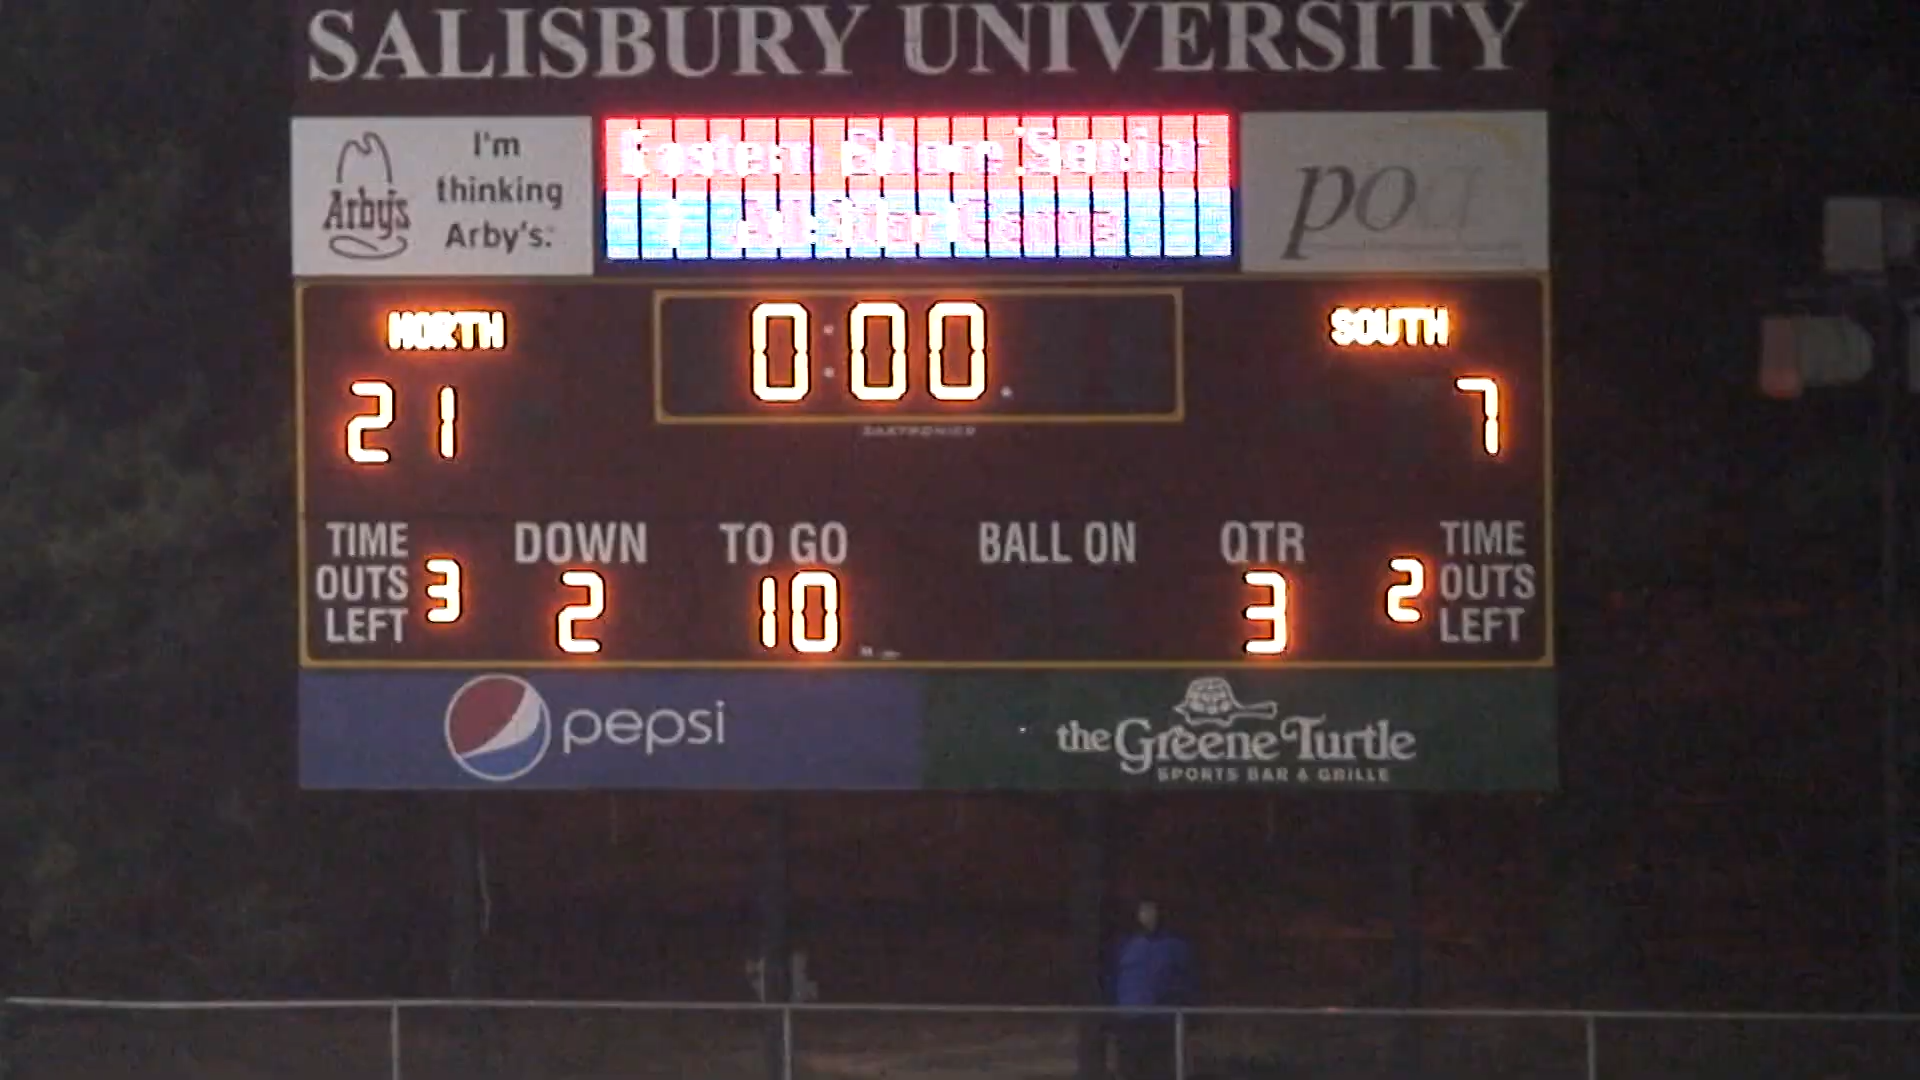 SALISBURY UNIVERSITY
Arby's
I'm
thinking
Arby's.
Eastern Shore Senior
All-Star Game
NORTH
0:00
SOUTH
21
7
DAKTRONICS
TIME
OUTS
LEFT
3
DOWN
2
TO GO
10
BALL ON
QTR
3
2
TIME
OUTS
LEFT
pepsi
the Greene Turtle
SPORTS BAR & GRILLE